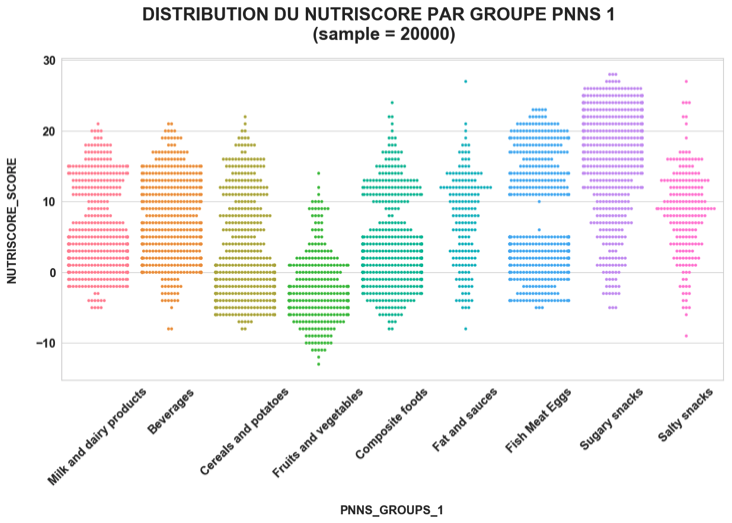 DISTRIBUTION DU NUTRISCORE PAR GROUPE PNNS 1
(sample = 20000)
NUTRISCORE_SCORE
30
20
10
0
−10
Milk and dairy products
Beverages
Cereals and potatoes
Fruits and vegetables
Composite foods
Fat and sauces
Fish Meat Eggs
Sugary snacks
Salty snacks
PNNS_GROUPS_1